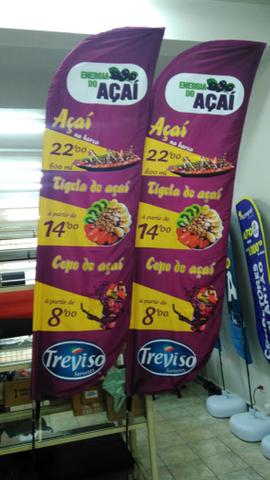 ENERGIA
DO
AÇAÍ
Açaí
na barca
22'00
600 ml
Tigela de açaí
à partir de
14'00
Copo de açaí
à partir de
8'00
Treviso
Sorvetes
ENERGIA
DO
AÇAÍ
Açaí
na barca
22'00
600 ml
Tigela de açaí
à partir de
14'00
Copo de açaí
à partir de
8'00
Treviso
Sorvetes